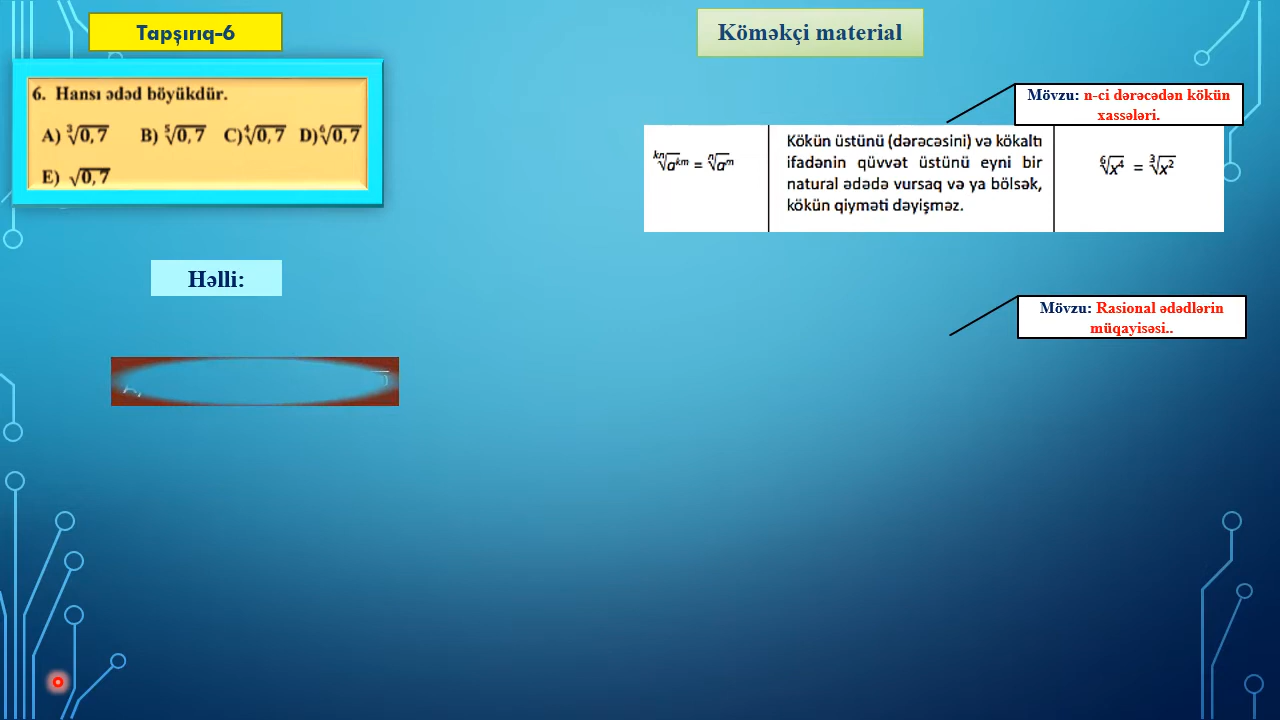 Tapşırıq-6
Köməkçi material
6. Hansı ədəd böyükdür.
A) ∛0,7 B) ⁵√0,7 C) ⁴√0,7 D) ⁶√0,7
E) √0,7
Mövzu: n-ci dərəcədən kökün
xassələri.
ᵏⁿ√aᵏᵐ = ⁿ√aᵐ
Kökün üstünü (dərəcəsini) və kökaltı
ifadənin qüvvət üstünü eyni bir
natural ədədə vursaq və ya bölsək,
kökün qiyməti dəyişməz.
⁶√x⁴ = ³√x²
Həlli:
Mövzu: Rasional ədədlərin
müqayisəsi..